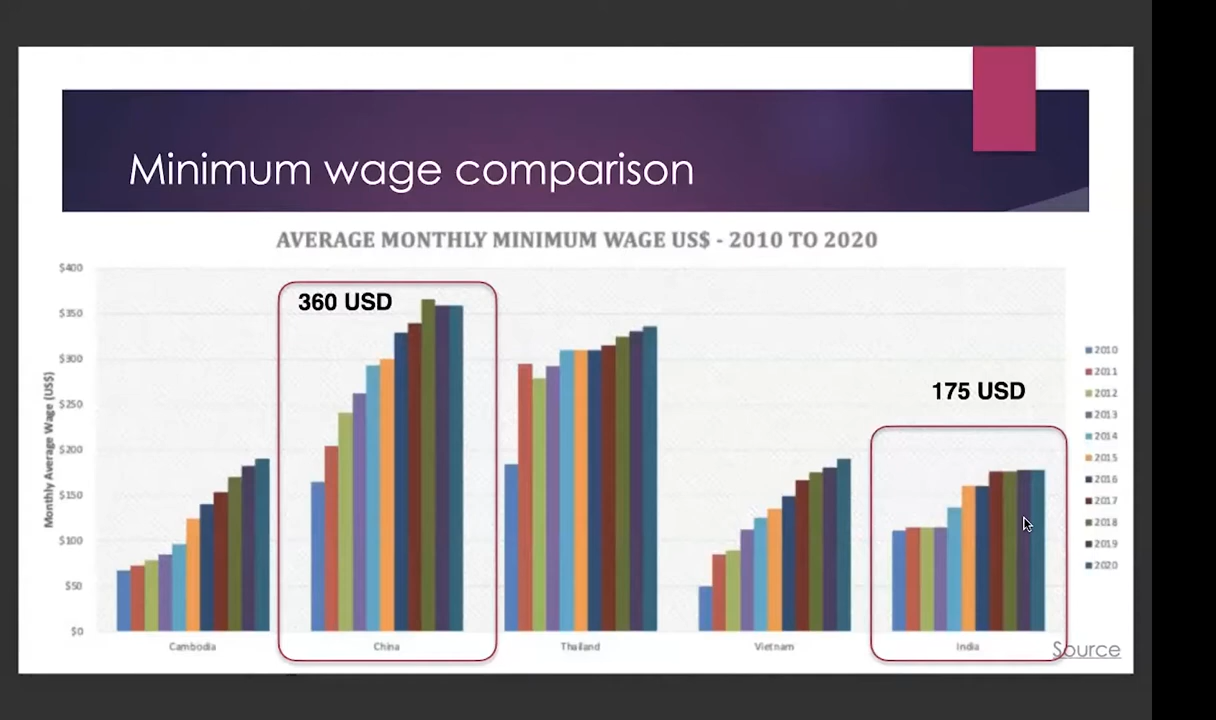 Minimum wage comparison
AVERAGE MONTHLY MINIMUM WAGE US$ - 2010 TO 2020
Monthly Average Wage (US$)
$400
$350
$300
$250
$200
$150
$100
$50
$0
360 USD
175 USD
Cambodia
China
Thailand
Vietnam
India
2010
2011
2012
2013
2014
2015
2016
2017
2018
2019
2020
Source